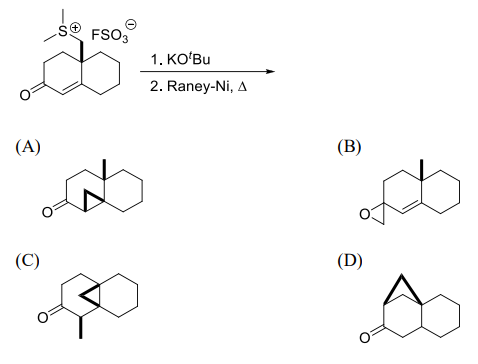 S⊕ FSO₃⊖
O
1. KOᵗBu
2. Raney-Ni, Δ
(A)
(B)
O
O
(C)
(D)
O
O